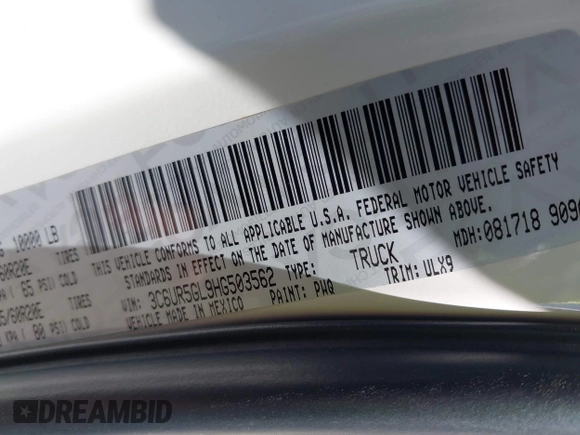 10000 LB
TIRES
65 PSI) COLD
TIRES
80 PSI) COLD
THIS VEHICLE CONFORMS TO ALL APPLICABLE U.S.A. FEDERAL MOTOR VEHICLE SAFETY
STANDARDS IN EFFECT ON THE DATE OF MANUFACTURE SHOWN ABOVE.
VIN: 3C6UR5GL9HG503562 TYPE: TRUCK MDH: 081718 909
VEHICLE MADE IN MEXICO PAINT: PWQ TRIM: ULX9
DREAMBID